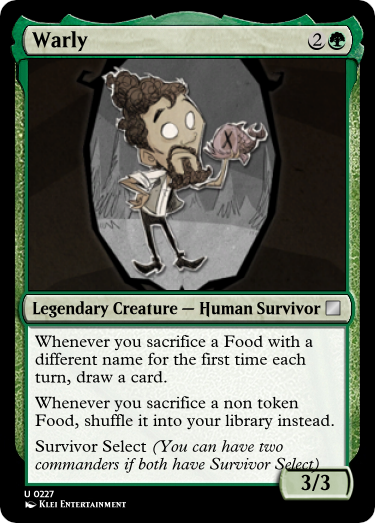 Warly 2
Legendary Creature — Human Survivor
Whenever you sacrifice a Food with a
different name for the first time each
turn, draw a card.
Whenever you sacrifice a non token
Food, shuffle it into your library instead.
Survivor Select (You can have two
commanders if both have Survivor Select)
3/3
U 0227
KLEI ENTERTAINMENT